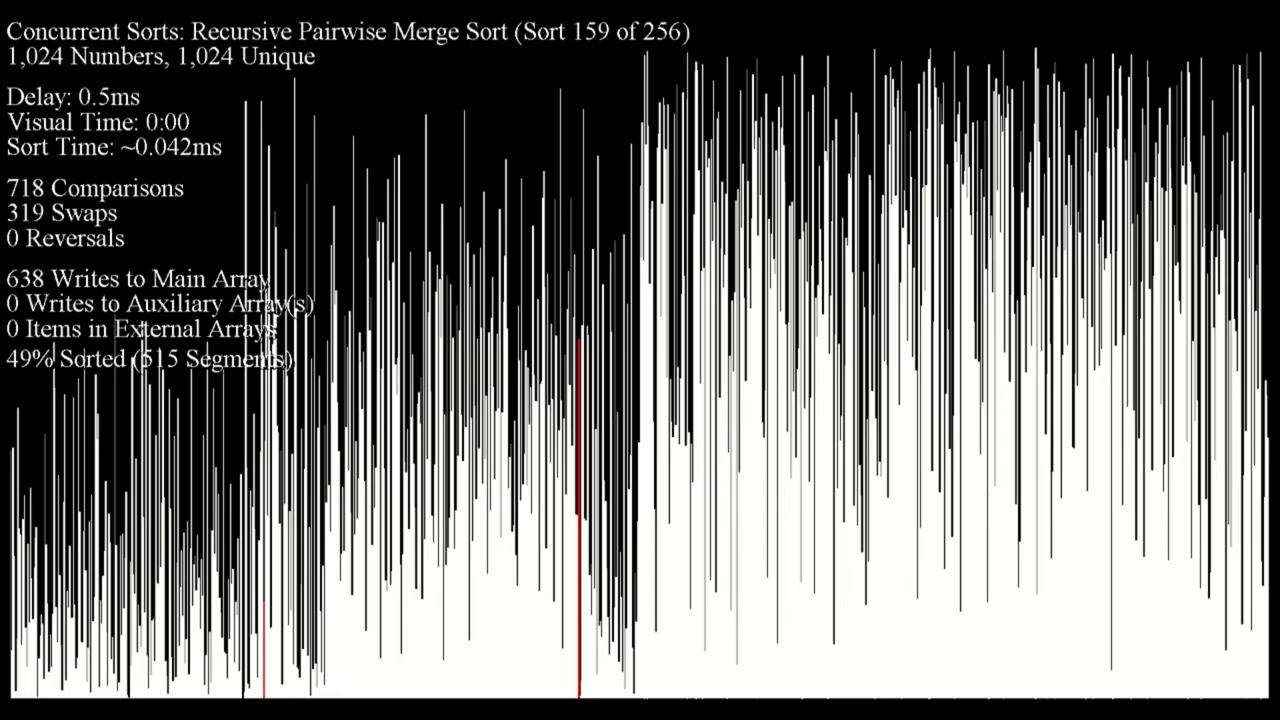 Concurrent Sorts: Recursive Pairwise Merge Sort (Sort 159 of 256)
1,024 Numbers, 1,024 Unique
Delay: 0.5ms
Visual Time: 0:00
Sort Time: ~0.042ms
718 Comparisons
319 Swaps
0 Reversals
638 Writes to Main Array
0 Writes to Auxiliary Array(s)
0 Items in External Arrays
49% Sorted (515 Segments)